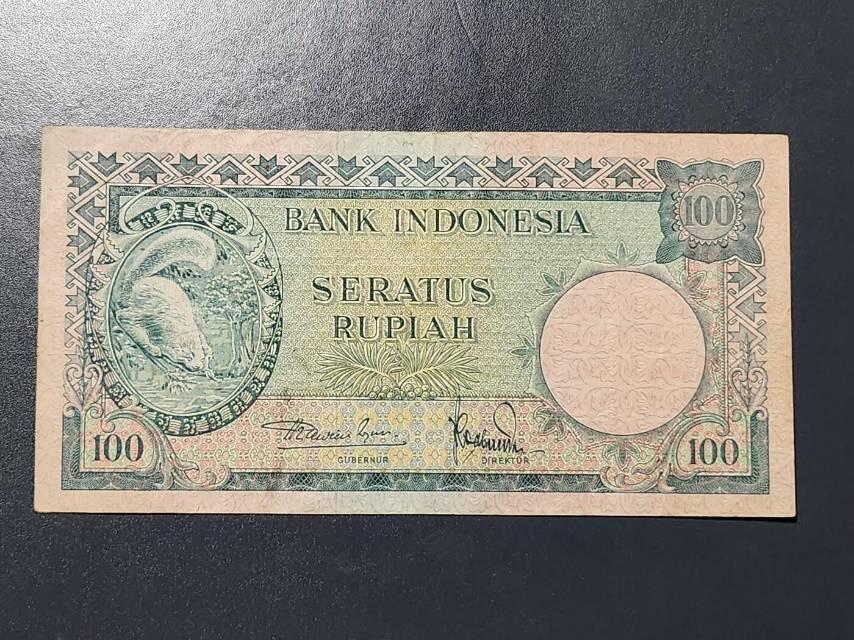 BANK INDONESIA
100
SERATUS
RUPIAH
100
GUBERNUR
DIREKTUR
100